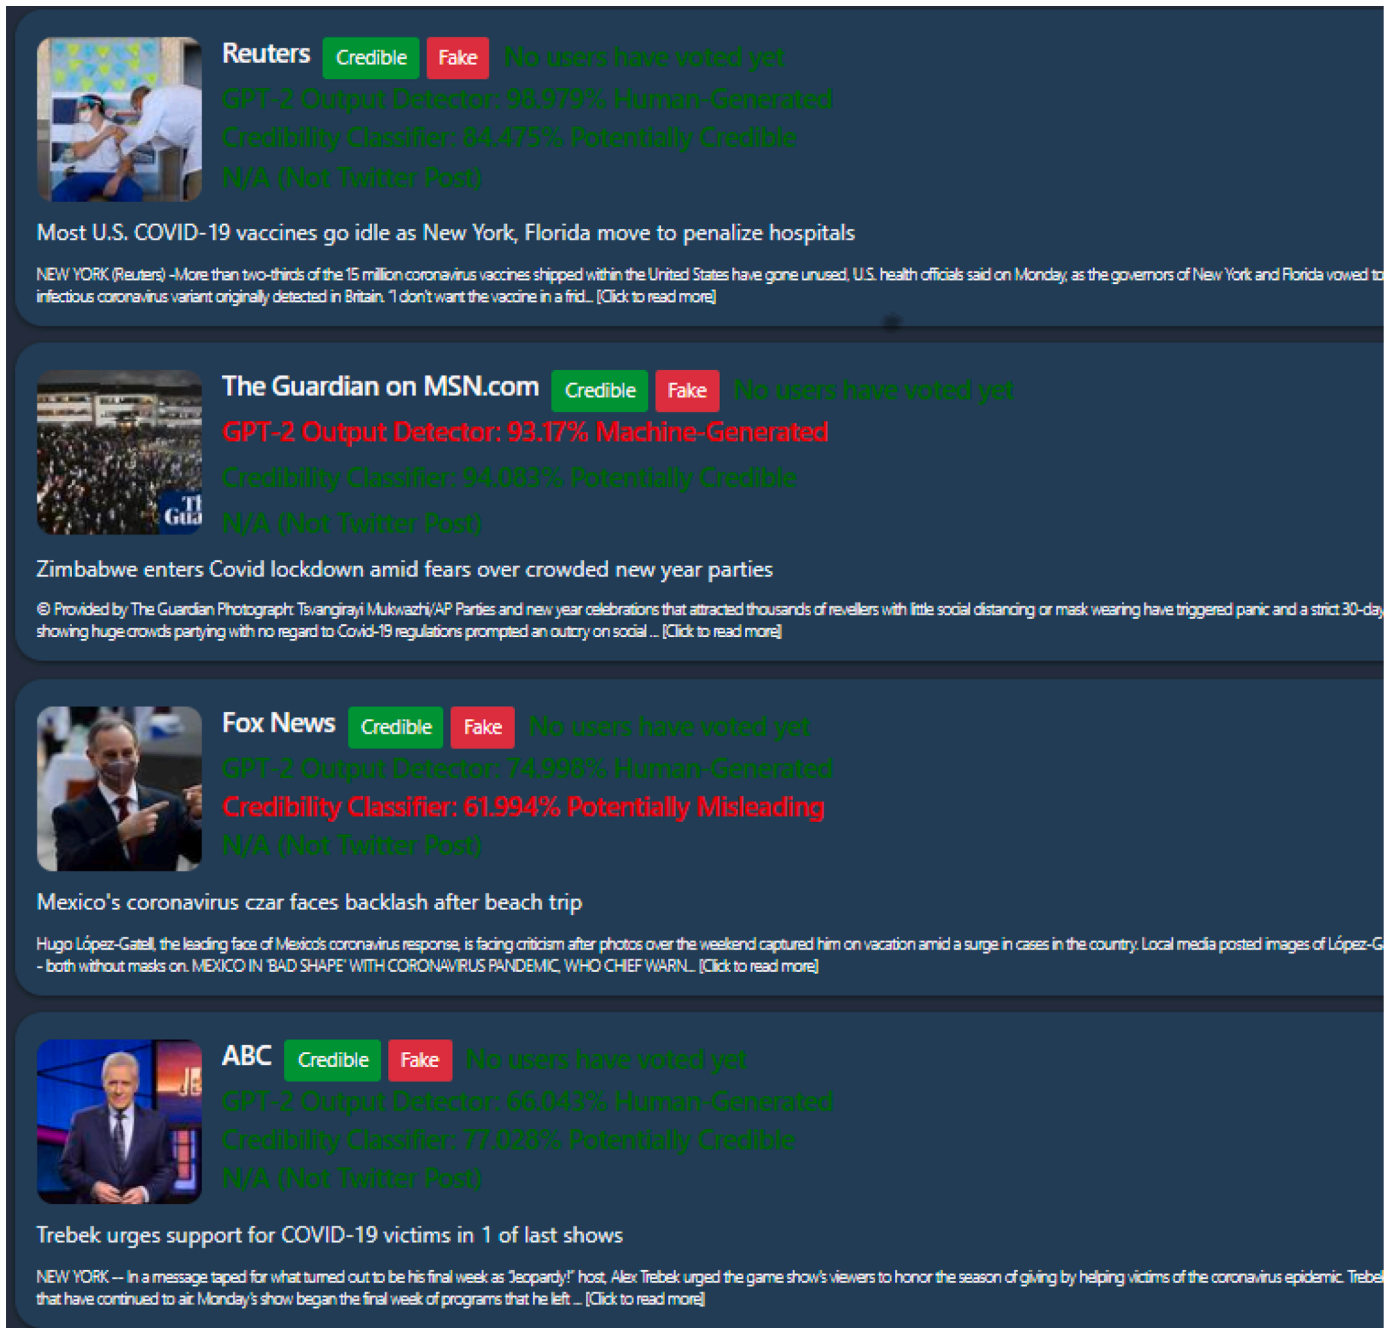 Reuters Credible Fake No users have voted yet
GPT-2 Output Detector: 98.979% Human-Generated
Credibility Classifier: 84.475% Potentially Credible
N/A (Not Twitter Post)
Most U.S. COVID-19 vaccines go idle as New York, Florida move to penalize hospitals
NEW YORK (Reuters) -More than two-thirds of the 15 million coronavirus vaccines shipped within the United States have gone unused, U.S. health officials said on Monday, as the governors of New York and Florida vowed to
infectious coronavirus variant originally detected in Britain. "I don't want the vaccine in a frid... [Click to read more]
The Guardian on MSN.com Credible Fake No users have voted yet
GPT-2 Output Detector: 93.17% Machine-Generated
Credibility Classifier: 94.083% Potentially Credible
N/A (Not Twitter Post)
Th
Gua
Zimbabwe enters Covid lockdown amid fears over crowded new year parties
© Provided by The Guardian Photograph: Tsvangirayi Mukwazhi/AP Parties and new year celebrations that attracted thousands of revellers with little social distancing or mask wearing have triggered panic and a strict 30-day
showing huge crowds partying with no regard to Covid-19 regulations prompted an outcry on social ... [Click to read more]
Fox News Credible Fake No users have voted yet
GPT-2 Output Detector: 74.998% Human-Generated
Credibility Classifier: 61.994% Potentially Misleading
N/A (Not Twitter Post)
Mexico's coronavirus czar faces backlash after beach trip
Hugo López-Gatell, the leading face of Mexico's coronavirus response, is facing criticism after photos over the weekend captured him on vacation amid a surge in cases in the country. Local media posted images of López-G
- both without masks on. MEXICO IN 'BAD SHAPE' WITH CORONAVIRUS PANDEMIC, WHO CHIEF WARN... [Click to read more]
ABC Credible Fake No users have voted yet
GPT-2 Output Detector: 66.043% Human-Generated
Credibility Classifier: 77.028% Potentially Credible
N/A (Not Twitter Post)
JE
Trebek urges support for COVID-19 victims in 1 of last shows
NEW YORK -- In a message taped for what turned out to be his final week as "Jeopardy!" host, Alex Trebek urged the game show's viewers to honor the season of giving by helping victims of the coronavirus epidemic. Trebek
that have continued to air. Monday's show began the final week of programs that he left ... [Click to read more]